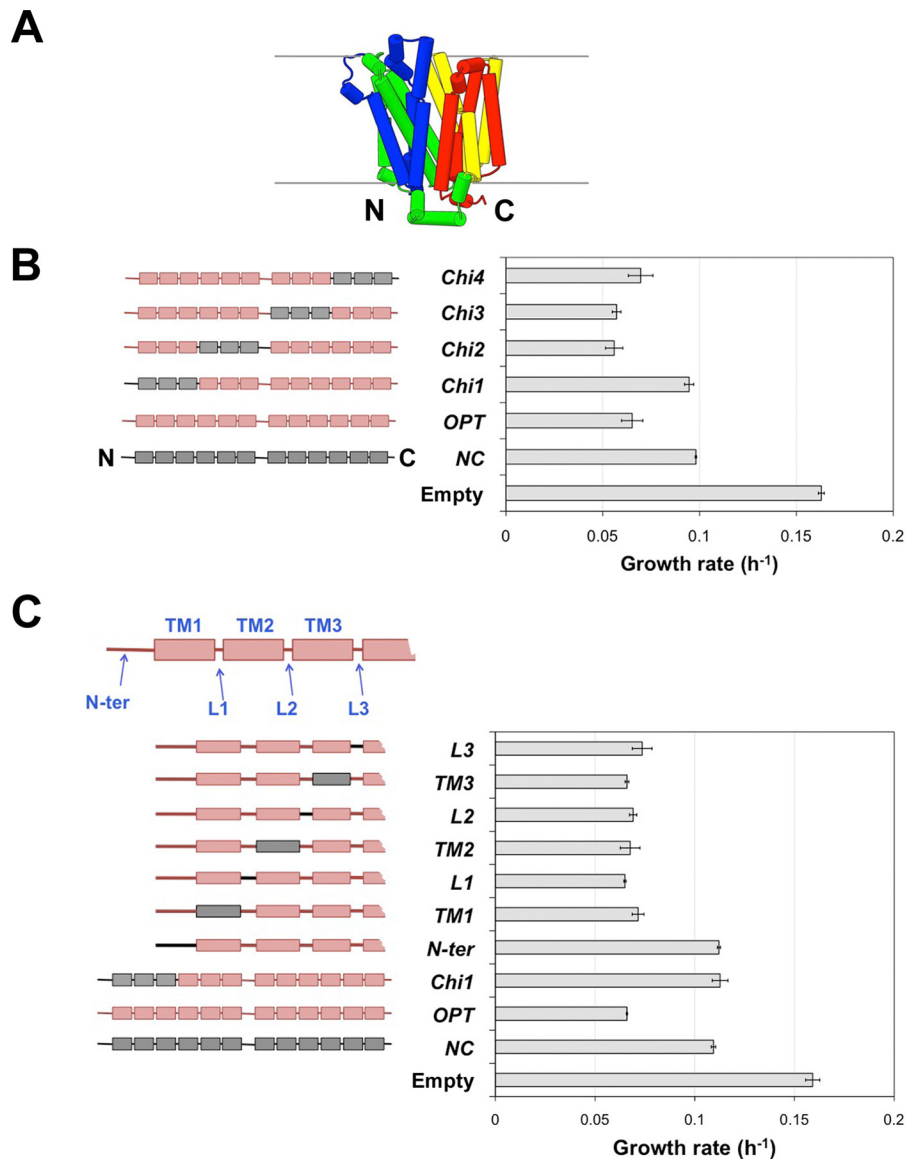 A
N C
B
Chi4
Chi3
Chi2
Chi1
OPT
NC
Empty
N C
0 0.05 0.1 0.15 0.2
Growth rate (h-1)
C
TM1 TM2 TM3
N-ter
L1 L2 L3
L3
TM3
L2
TM2
L1
TM1
N-ter
Chi1
OPT
NC
Empty
0 0.05 0.1 0.15 0.2
Growth rate (h-1)